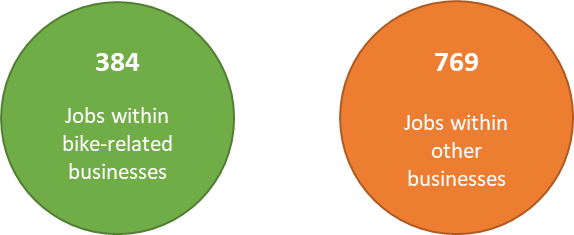 384
Jobs within
bike-related
businesses
769
Jobs within
other
businesses